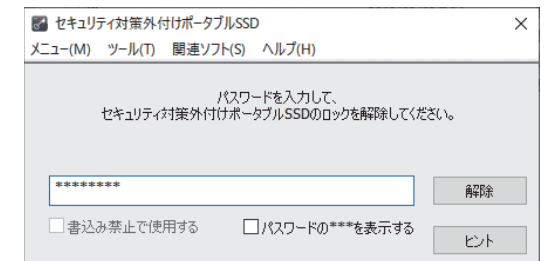 セキュリティ対策外付けポータブルSSD
メニュー(M) ツール(T) 関連ソフト(S) ヘルプ(H)
パスワードを入力して、
セキュリティ対策外付けポータブルSSDのロックを解除してください。
******** 解除
書込み禁止で使用する パスワードの***を表示する
ヒント